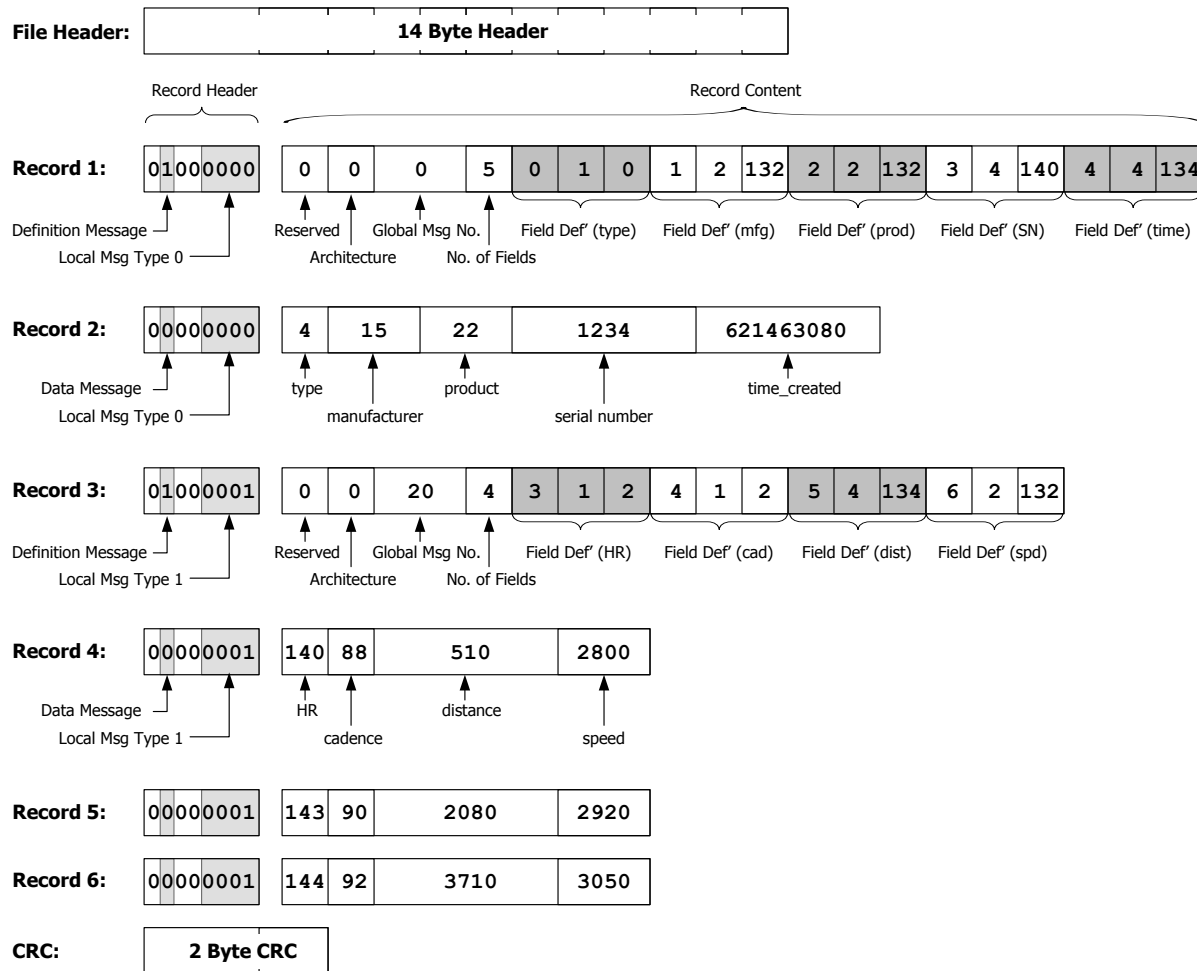 File Header: 14 Byte Header
Record Header Record Content
Record 1: 01000000 0 0 0 5 0 1 0 1 2 132 2 2 132 3 4 140 4 4 134
Definition Message Reserved Global Msg No. Field Def’ (type) Field Def’ (mfg) Field Def’ (prod) Field Def’ (SN) Field Def’ (time)
Local Msg Type 0 Architecture No. of Fields
Record 2: 00000000 4 15 22 1234 621463080
Data Message type product time_created
Local Msg Type 0 manufacturer serial number
Record 3: 01000001 0 0 20 4 3 1 2 4 1 2 5 4 134 6 2 132
Definition Message Reserved Global Msg No. Field Def’ (HR) Field Def’ (cad) Field Def’ (dist) Field Def’ (spd)
Local Msg Type 1 Architecture No. of Fields
Record 4: 00000001 140 88 510 2800
Data Message HR distance
Local Msg Type 1 cadence speed
Record 5: 00000001 143 90 2080 2920
Record 6: 00000001 144 92 3710 3050
CRC: 2 Byte CRC